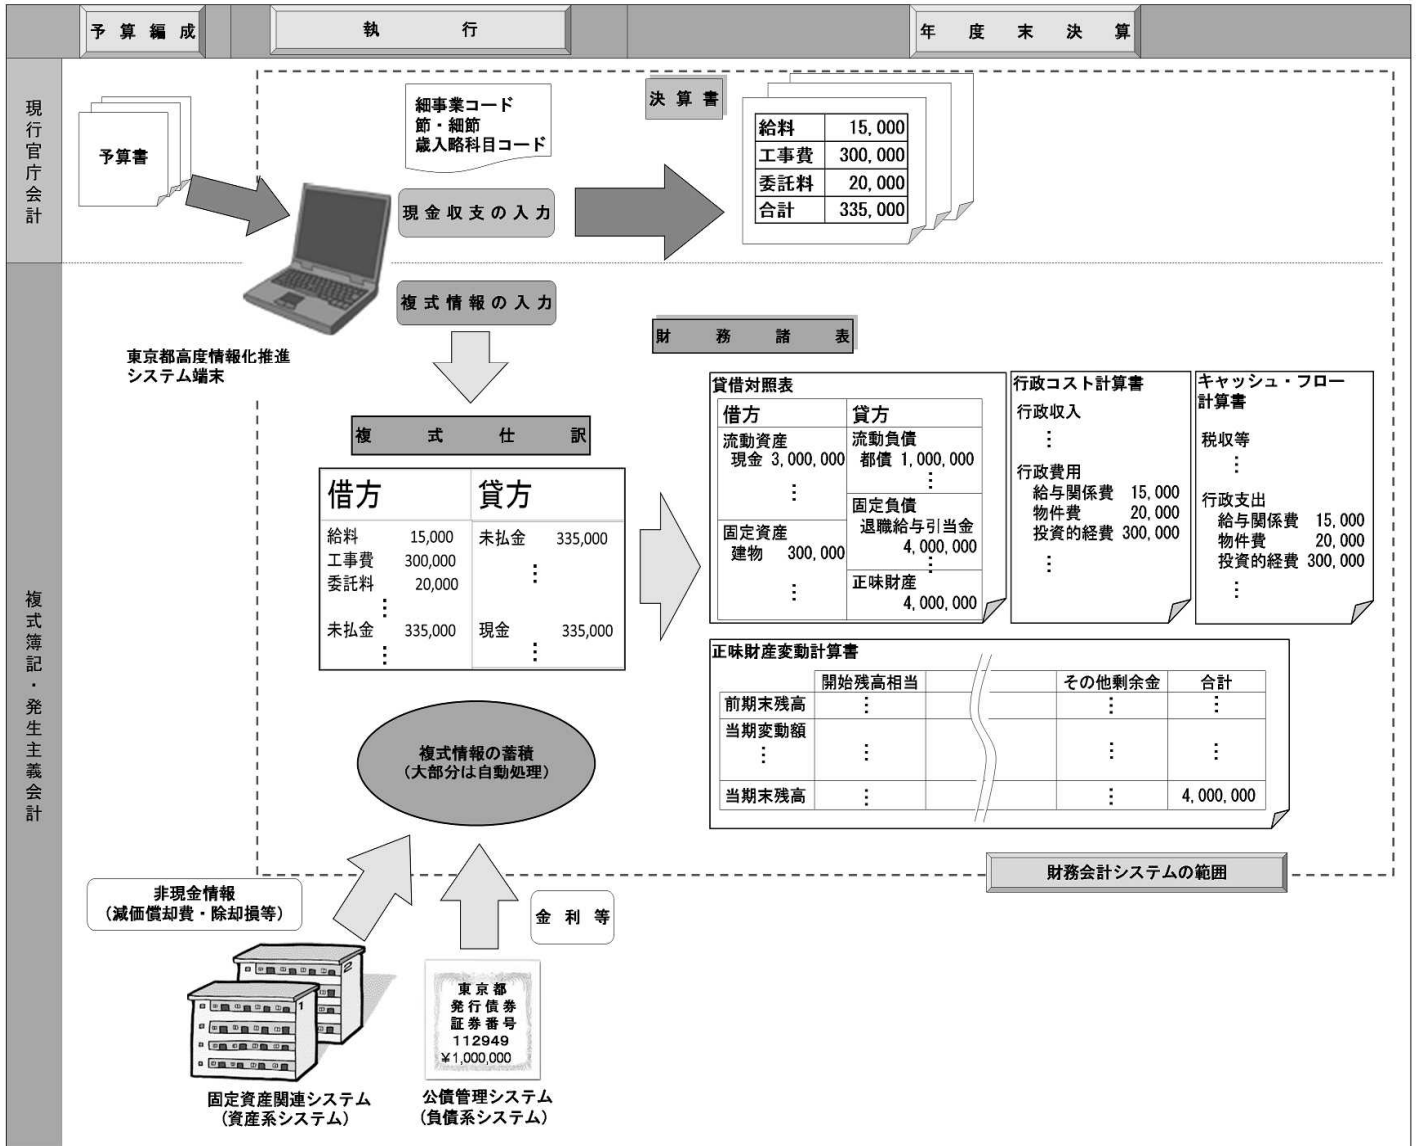 予算編成
執行
年度末決算
現行官庁会計
予算書
細事業コード
節・細節
歳入略科目コード
現金収支の入力
決算書
給料 15,000
工事費 300,000
委託料 20,000
合計 335,000
複式簿記・発生主義会計
複式情報の入力
東京都高度情報化推進
システム端末
複式仕訳
借方 貸方
給料 15,000 未払金 335,000
工事費 300,000 ⋮
委託料 20,000
⋮
未払金 335,000 現金 335,000
⋮ ⋮
財務諸表
貸借対照表
借方 貸方
流動資産 流動負債
現金 3,000,000 都債 1,000,000
⋮ ⋮
固定負債
固定資産 退職給与引当金
建物 300,000 4,000,000
⋮ ⋮
正味財産
4,000,000
行政コスト計算書
行政収入
⋮
行政費用
給与関係費 15,000
物件費 20,000
投資的経費 300,000
⋮
キャッシュ・フロー
計算書
税収等
⋮
行政支出
給与関係費 15,000
物件費 20,000
投資的経費 300,000
⋮
正味財産変動計算書
開始残高相当 その他剰余金 合計
前期末残高 ⋮ ⋮ ⋮
当期変動額
⋮ ⋮ ⋮ ⋮
当期末残高 ⋮ ⋮ 4,000,000
複式情報の蓄積
(大部分は自動処理)
財務会計システムの範囲
非現金情報
(減価償却費・除却損等)
金利等
2
1
東京都
発行債券
証券番号
112949
¥1,000,000
固定資産関連システム
(資産系システム)
公債管理システム
(負債系システム)